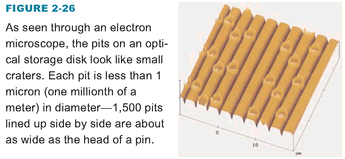 FIGURE 2-26
As seen through an electron
microscope, the pits on an opti-
cal storage disk look like small
craters. Each pit is less than 1
micron (one millionth of a
meter) in diameter—1,500 pits
lined up side by side are about
as wide as the head of a pin.
5
10